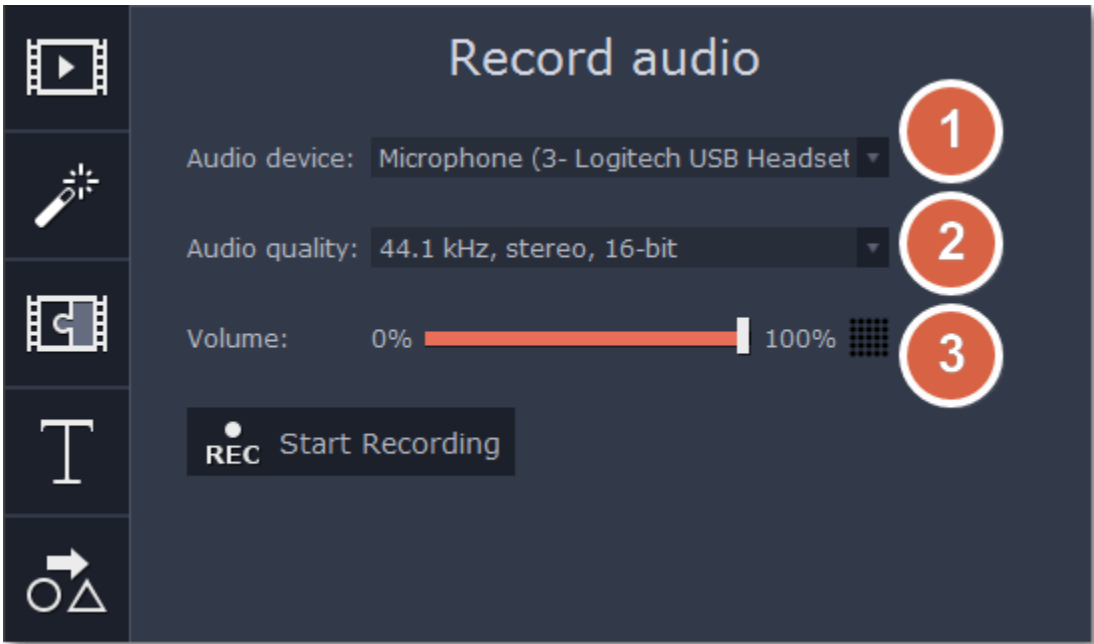 Record audio
Audio device: Microphone (3- Logitech USB Headset
1
Audio quality: 44.1 kHz, stereo, 16-bit
2
Volume: 0% 100%
3
REC Start Recording
T